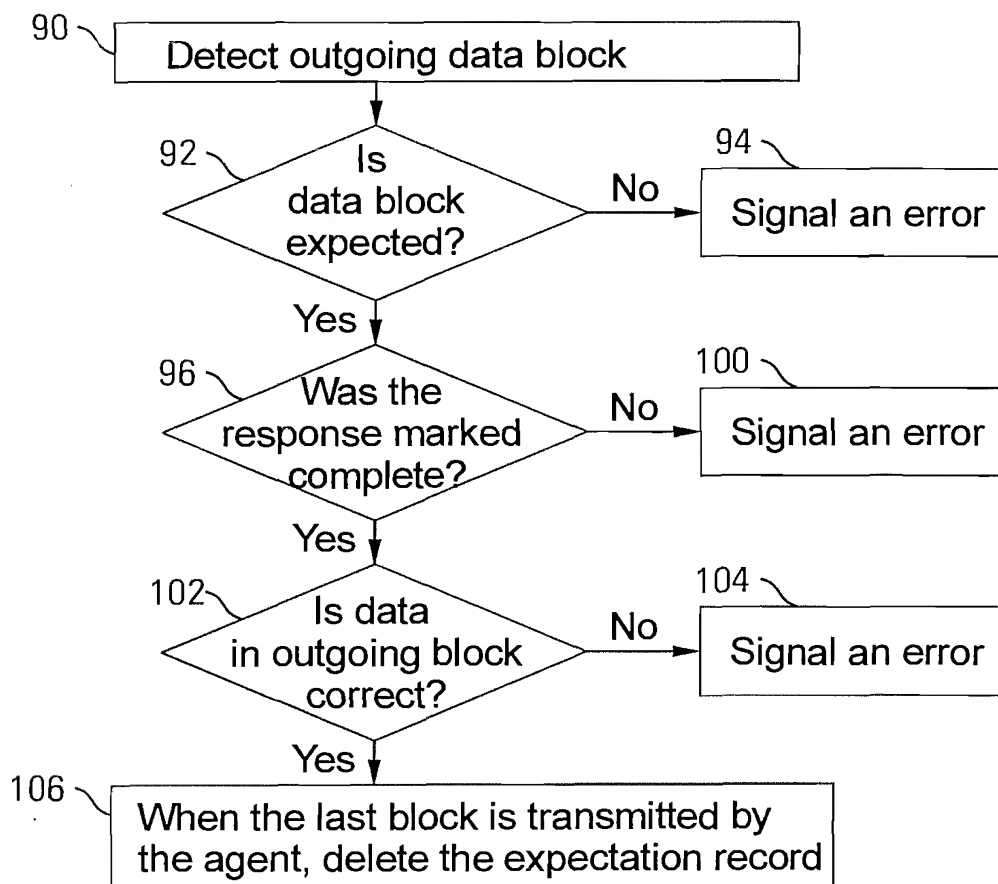 90
Detect outgoing data block
92
Is
data block
expected?
No
94
Signal an error
Yes
96
Was the
response marked
complete?
No
100
Signal an error
Yes
102
Is data
in outgoing block
correct?
No
104
Signal an error
Yes
106
When the last block is transmitted by
the agent, delete the expectation record